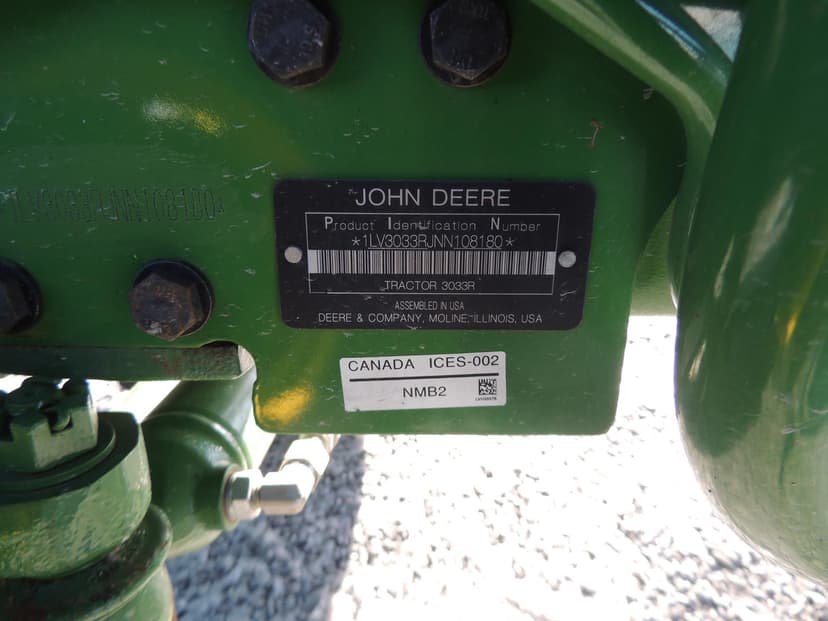 JOHN DEERE
Product Identification Number
*1LV3033RJNN108180*
TRACTOR 3033R
ASSEMBLED IN USA
DEERE & COMPANY, MOLINE, ILLINOIS, USA
*1LV3033RJNN108180*
CANADA ICES-002
NMB2